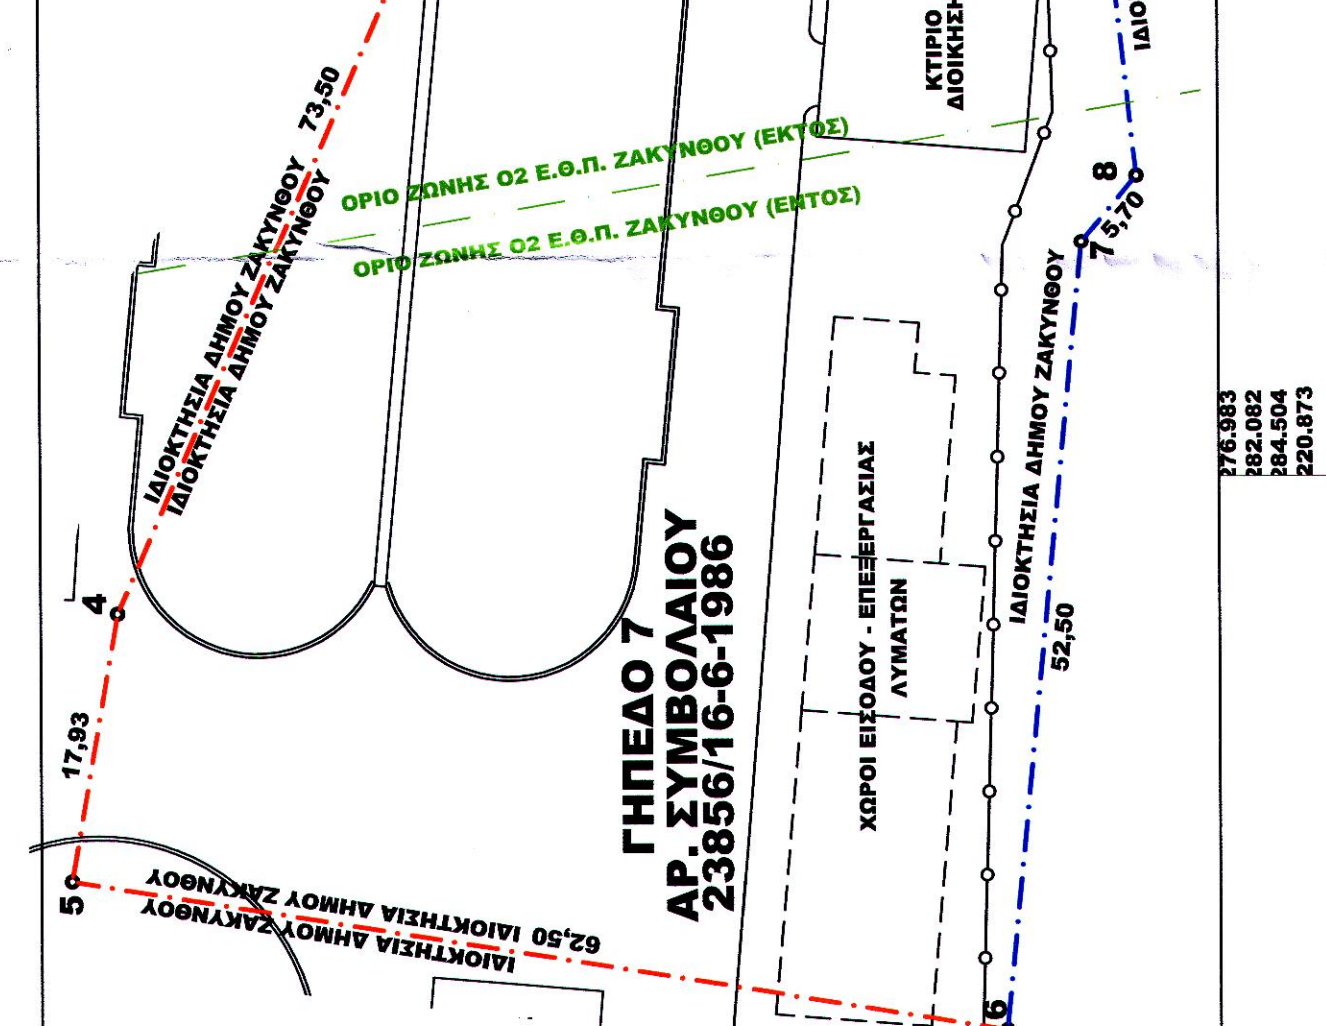 ΚΤΙΡΙΟ
73,50
8
5,70
7
ΟΡΙΟ ΖΩΝΗΣ Ο2 Ε.Θ.Π. ΖΑΚΥΝΘΟΥ (ΕΚΤΟΣ)
ΟΡΙΟ ΖΩΝΗΣ Ο2 Ε.Θ.Π. ΖΑΚΥΝΘΟΥ (ΕΝΤΟΣ)
ΙΔΙΟΚΤΗΣΙΑ ΔΗΜΟΥ ΖΑΚΥΝΘΟΥ
ΙΔΙΟΚΤΗΣΙΑ ΔΗΜΟΥ ΖΑΚΥΝΘΟΥ
ΙΔΙΟΚΤΗΣΙΑ ΔΗΜΟΥ ΖΑΚΥΝΘΟΥ
52,50
276.983
282.082
284.504
220.873
4
17,93
5
ΓΗΠΕΔΟ 7
ΑΡ. ΣΥΜΒΟΛΑΙΟΥ
23856/16-6-1986
ΧΩΡΟΙ ΕΙΣΟΔΟΥ - ΕΠΕΞΕΡΓΑΣΙΑΣ
ΛΥΜΑΤΩΝ
62,50 ΙΔΙΟΚΤΗΣΙΑ ΔΗΜΟΥ ΖΑΚΥΝΘΟΥ
ΙΔΙΟΚΤΗΣΙΑ ΔΗΜΟΥ ΖΑΚΥΝΘΟΥ
6